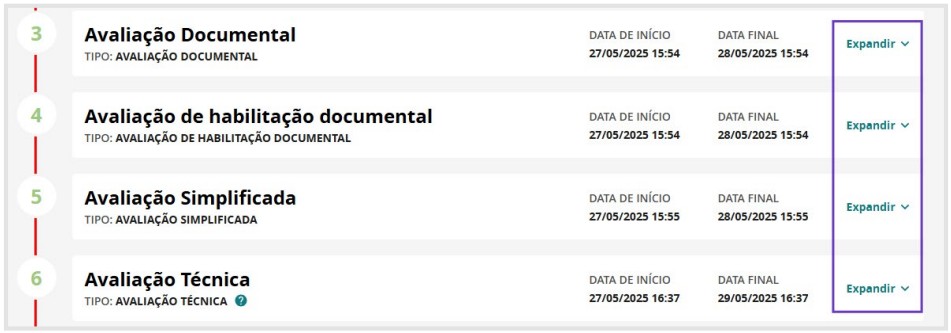 3
Avaliação Documental
TIPO: AVALIAÇÃO DOCUMENTAL
DATA DE INÍCIO
27/05/2025 15:54
DATA FINAL
28/05/2025 15:54
Expandir
4
Avaliação de habilitação documental
TIPO: AVALIAÇÃO DE HABILITAÇÃO DOCUMENTAL
DATA DE INÍCIO
27/05/2025 15:54
DATA FINAL
28/05/2025 15:54
Expandir
5
Avaliação Simplificada
TIPO: AVALIAÇÃO SIMPLIFICADA
DATA DE INÍCIO
27/05/2025 15:55
DATA FINAL
28/05/2025 15:55
Expandir
6
Avaliação Técnica
TIPO: AVALIAÇÃO TÉCNICA ?
DATA DE INÍCIO
27/05/2025 16:37
DATA FINAL
29/05/2025 16:37
Expandir